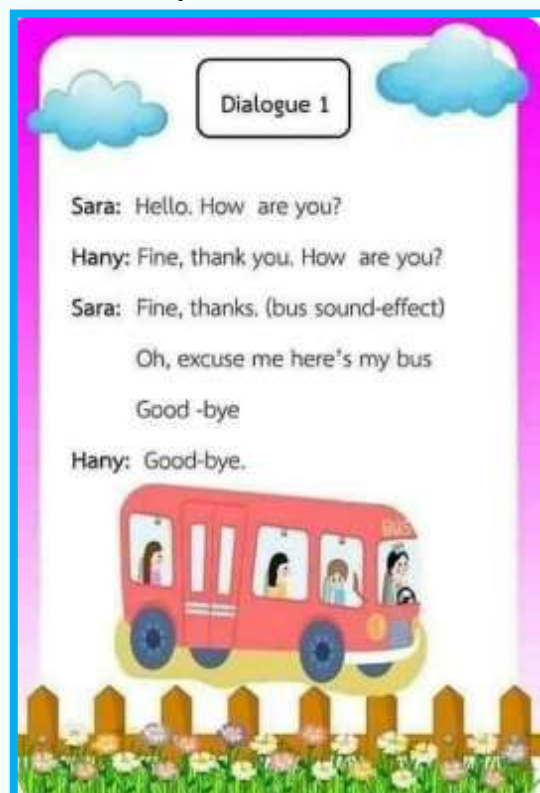 Dialogue 1
Sara: Hello. How are you?
Hany: Fine, thank you. How are you?
Sara: Fine, thanks. (bus sound-effect)
Oh, excuse me here's my bus
Good -bye
Hany: Good-bye.
BUS